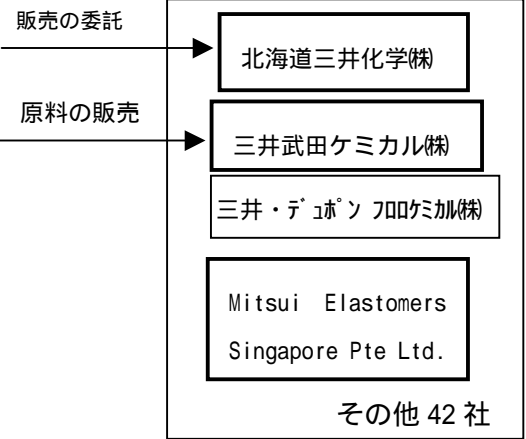 販売の委託
北海道三井化学㈱
原料の販売
三井武田ケミカル㈱
三井・ﾃﾞｭﾎﾟﾝ ﾌﾛﾛｹﾐｶﾙ㈱
Mitsui Elastomers
Singapore Pte Ltd.
その他 42 社